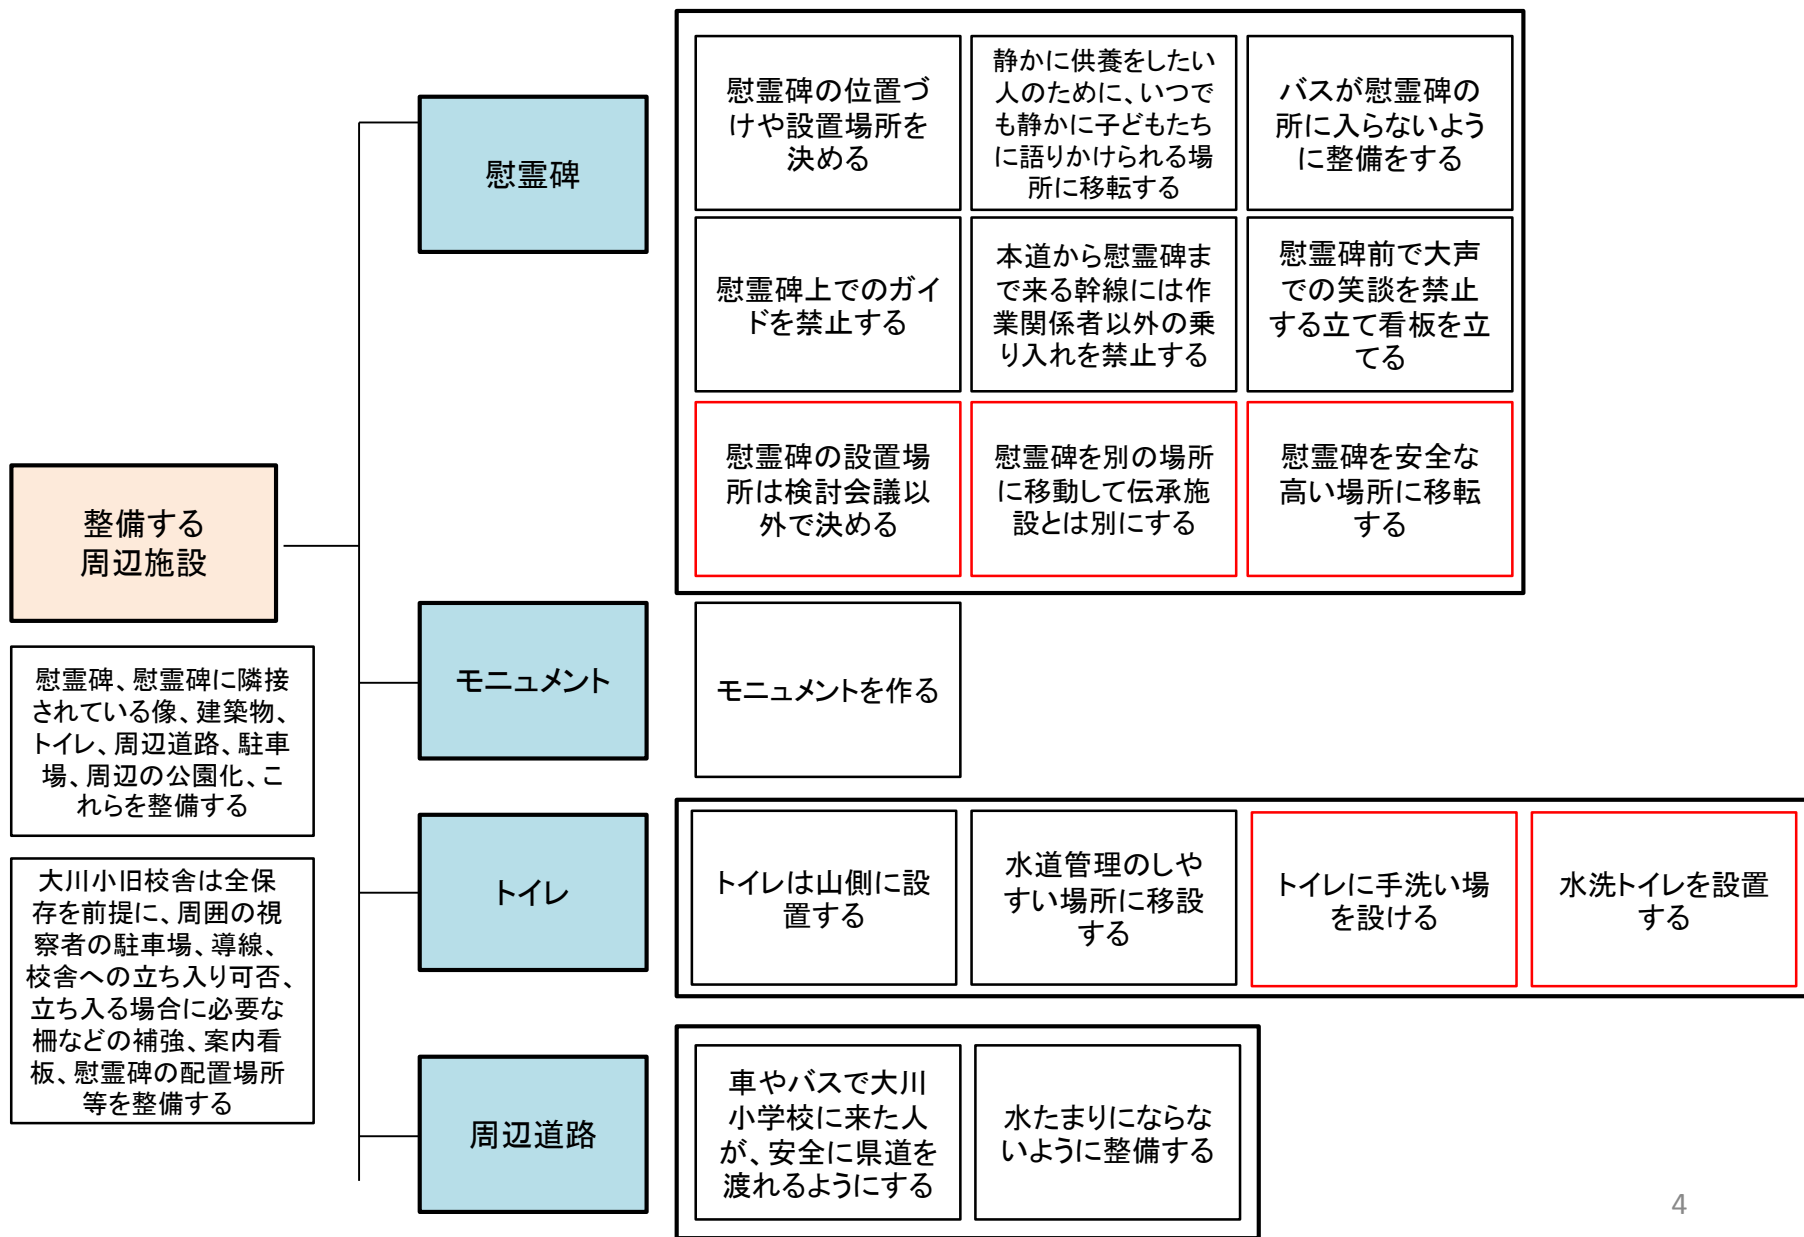 整備する
周辺施設
慰霊碑、慰霊碑に隣接
されている像、建築物、
トイレ、周辺道路、駐車
場、周辺の公園化、こ
れらを整備する
大川小旧校舎は全保
存を前提に、周囲の視
察者の駐車場、導線、
校舎への立ち入り可否、
立ち入る場合に必要な
柵などの補強、案内看
板、慰霊碑の配置場所
等を整備する
慰霊碑
慰霊碑の位置づ
けや設置場所を
決める
静かに供養をしたい
人のために、いつで
も静かに子どもたち
に語りかけられる場
所に移転する
バスが慰霊碑の
所に入らないよう
に整備をする
慰霊碑上でのガイ
ドを禁止する
本道から慰霊碑ま
で来る幹線には作
業関係者以外の乗
り入れを禁止する
慰霊碑前で大声
での笑談を禁止
する立て看板を立
てる
慰霊碑の設置場
所は検討会議以
外で決める
慰霊碑を別の場所
に移動して伝承施
設とは別にする
慰霊碑を安全な
高い場所に移転
する
モニュメント
モニュメントを作る
トイレ
トイレは山側に設
置する
水道管理のしや
すい場所に移設
する
トイレに手洗い場
を設ける
水洗トイレを設置
する
周辺道路
車やバスで大川
小学校に来た人
が、安全に県道を
渡れるようにする
水たまりにならな
いように整備する
4